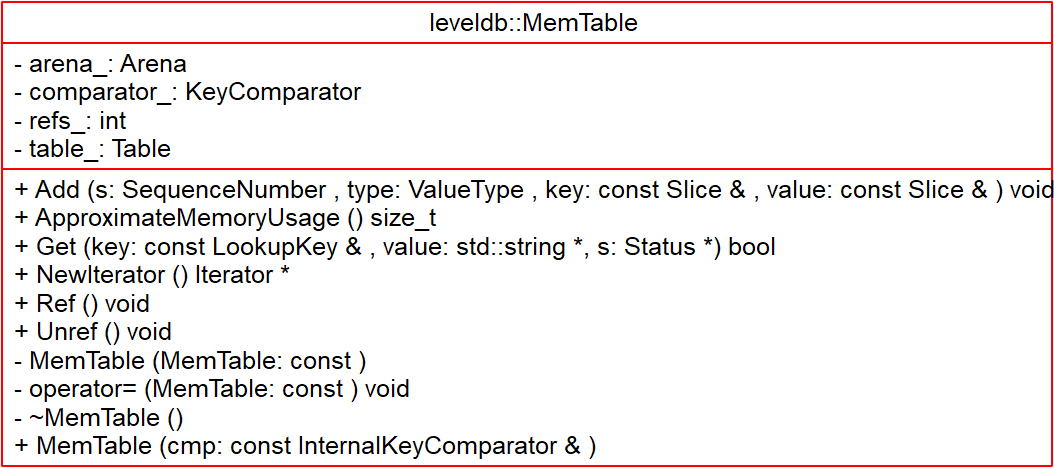 leveldb::MemTable
- arena_: Arena
- comparator_: KeyComparator
- refs_: int
- table_: Table
+ Add (s: SequenceNumber , type: ValueType , key: const Slice & , value: const Slice & ) void
+ ApproximateMemoryUsage () size_t
+ Get (key: const LookupKey & , value: std::string *, s: Status *) bool
+ NewIterator () Iterator *
+ Ref () void
+ Unref () void
- MemTable (MemTable: const )
- operator= (MemTable: const ) void
- ~MemTable ()
+ MemTable (cmp: const InternalKeyComparator & )